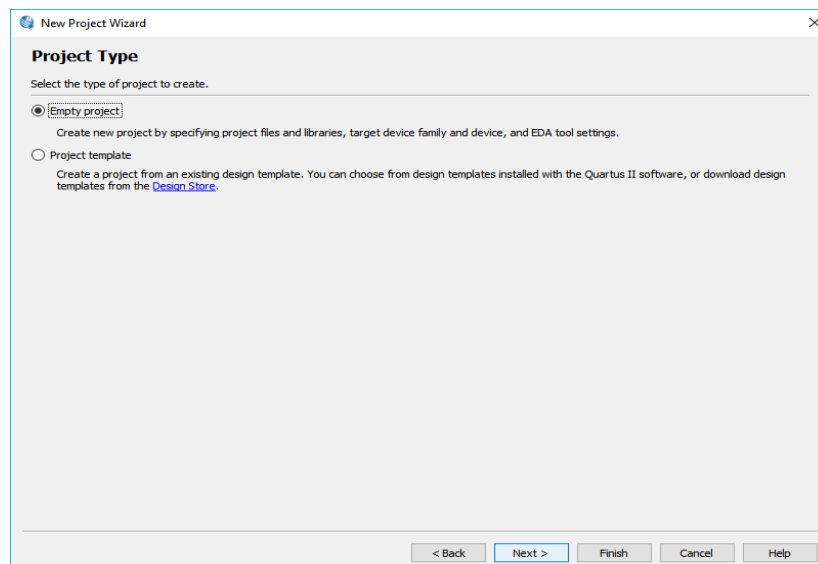 New Project Wizard
Project Type
Select the type of project to create.
Empty project
Create new project by specifying project files and libraries, target device family and device, and EDA tool settings.
Project template
Create a project from an existing design template. You can choose from design templates installed with the Quartus II software, or download design
templates from the Design Store.
< Back Next > Finish Cancel Help